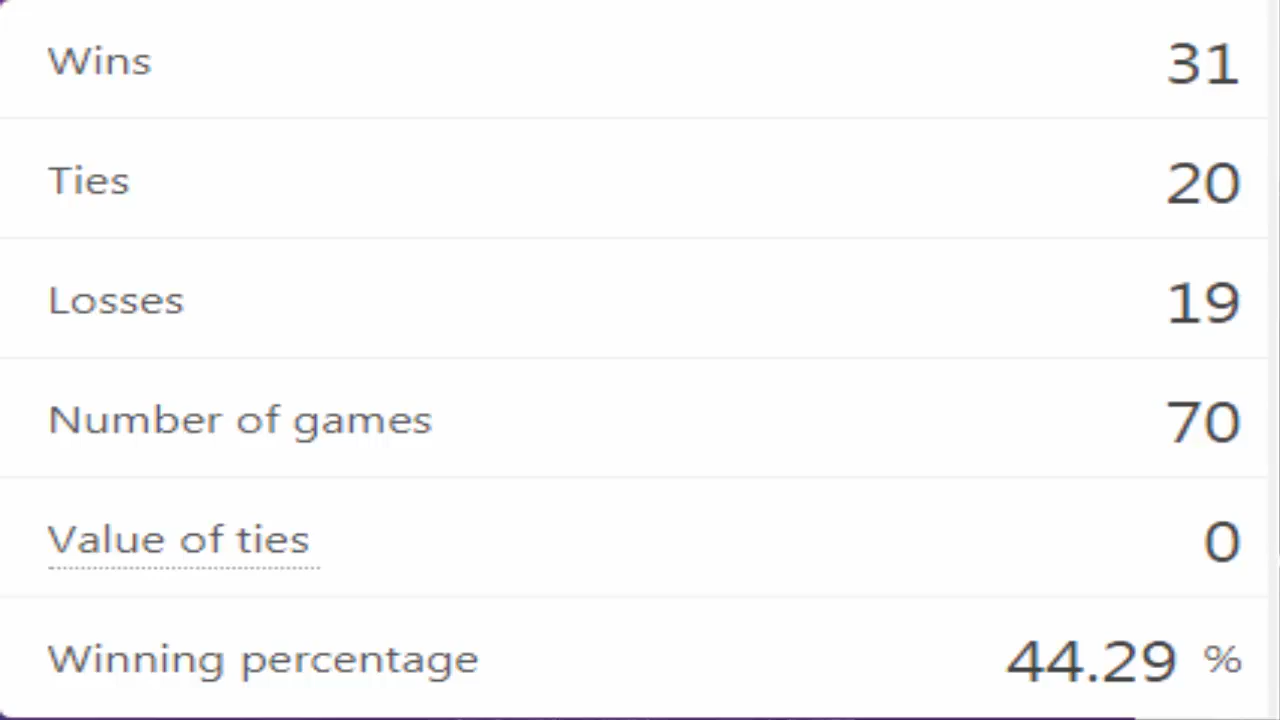 Wins 31
Ties 20
Losses 19
Number of games 70
Value of ties 0
Winning percentage 44.29 %